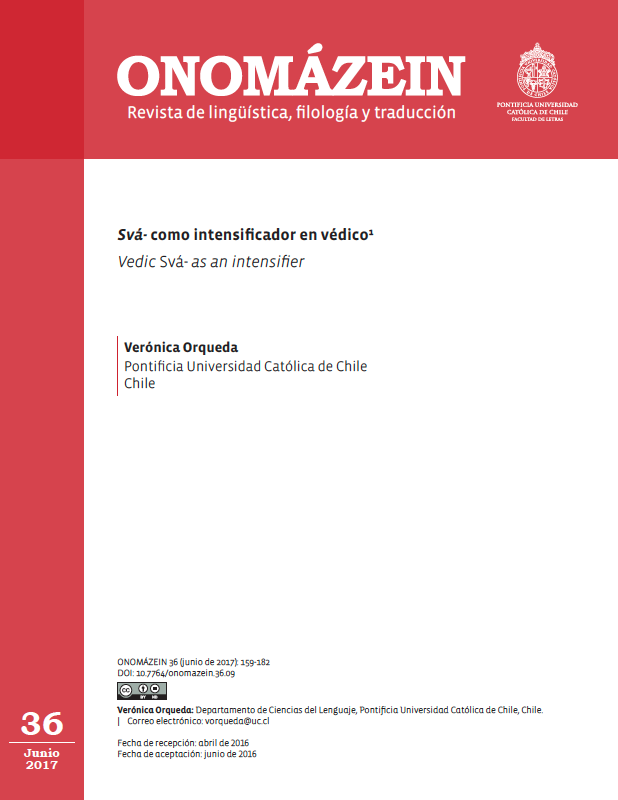 ONOMÁZEIN
Revista de lingüística, filología y traducción
PONTIFICIA UNIVERSIDAD
CATÓLICA DE CHILE
FACULTAD DE LETRAS
Svá- como intensificador en védico¹
Vedic Svá- as an intensifier
Verónica Orqueda
Pontificia Universidad Católica de Chile
Chile
ONOMÁZEIN 36 (junio de 2017): 159-182
DOI: 10.7764/onomazein.36.09
cc
BY
Verónica Orqueda: Departamento de Ciencias del Lenguaje, Pontificia Universidad Católica de Chile, Chile.
| Correo electrónico: vorqueda@uc.cl
Fecha de recepción: abril de 2016
Fecha de aceptación: junio de 2016
36
Junio
2017